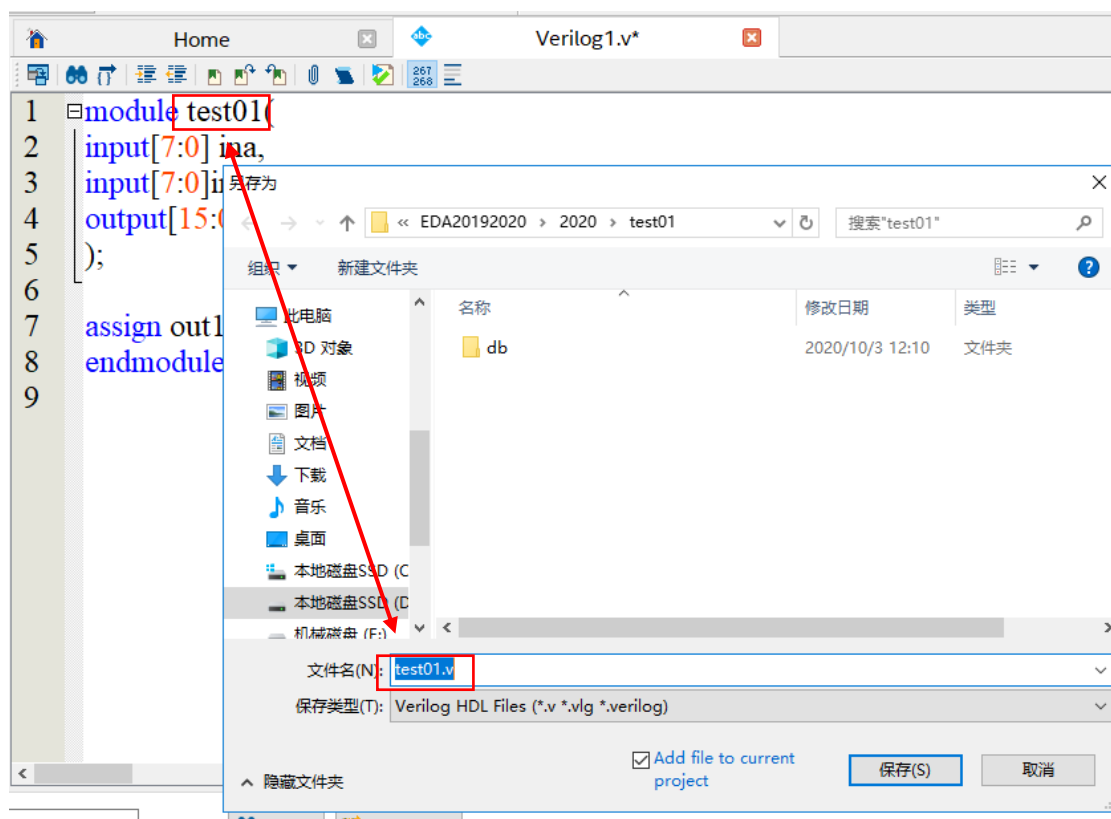 Home
Verilog1.v*
267
268
1 module test01(
2 input[7:0] ina,
3 input[7:0]in
4 output[15:0
5 );
6
7 assign out1
8 endmodule
9
另存为
« EDA20192020 › 2020 › test01
搜索"test01"
组织
新建文件夹
名称 修改日期 类型
db 2020/10/3 12:10 文件夹
此电脑
3D 对象
视频
图片
文档
下载
音乐
桌面
本地磁盘SSD (C
本地磁盘SSD (D
机械磁盘 (E:)
文件名(N): test01.v
保存类型(T): Verilog HDL Files (*.v *.vlg *.verilog)
隐藏文件夹
Add file to current
project
保存(S)
取消